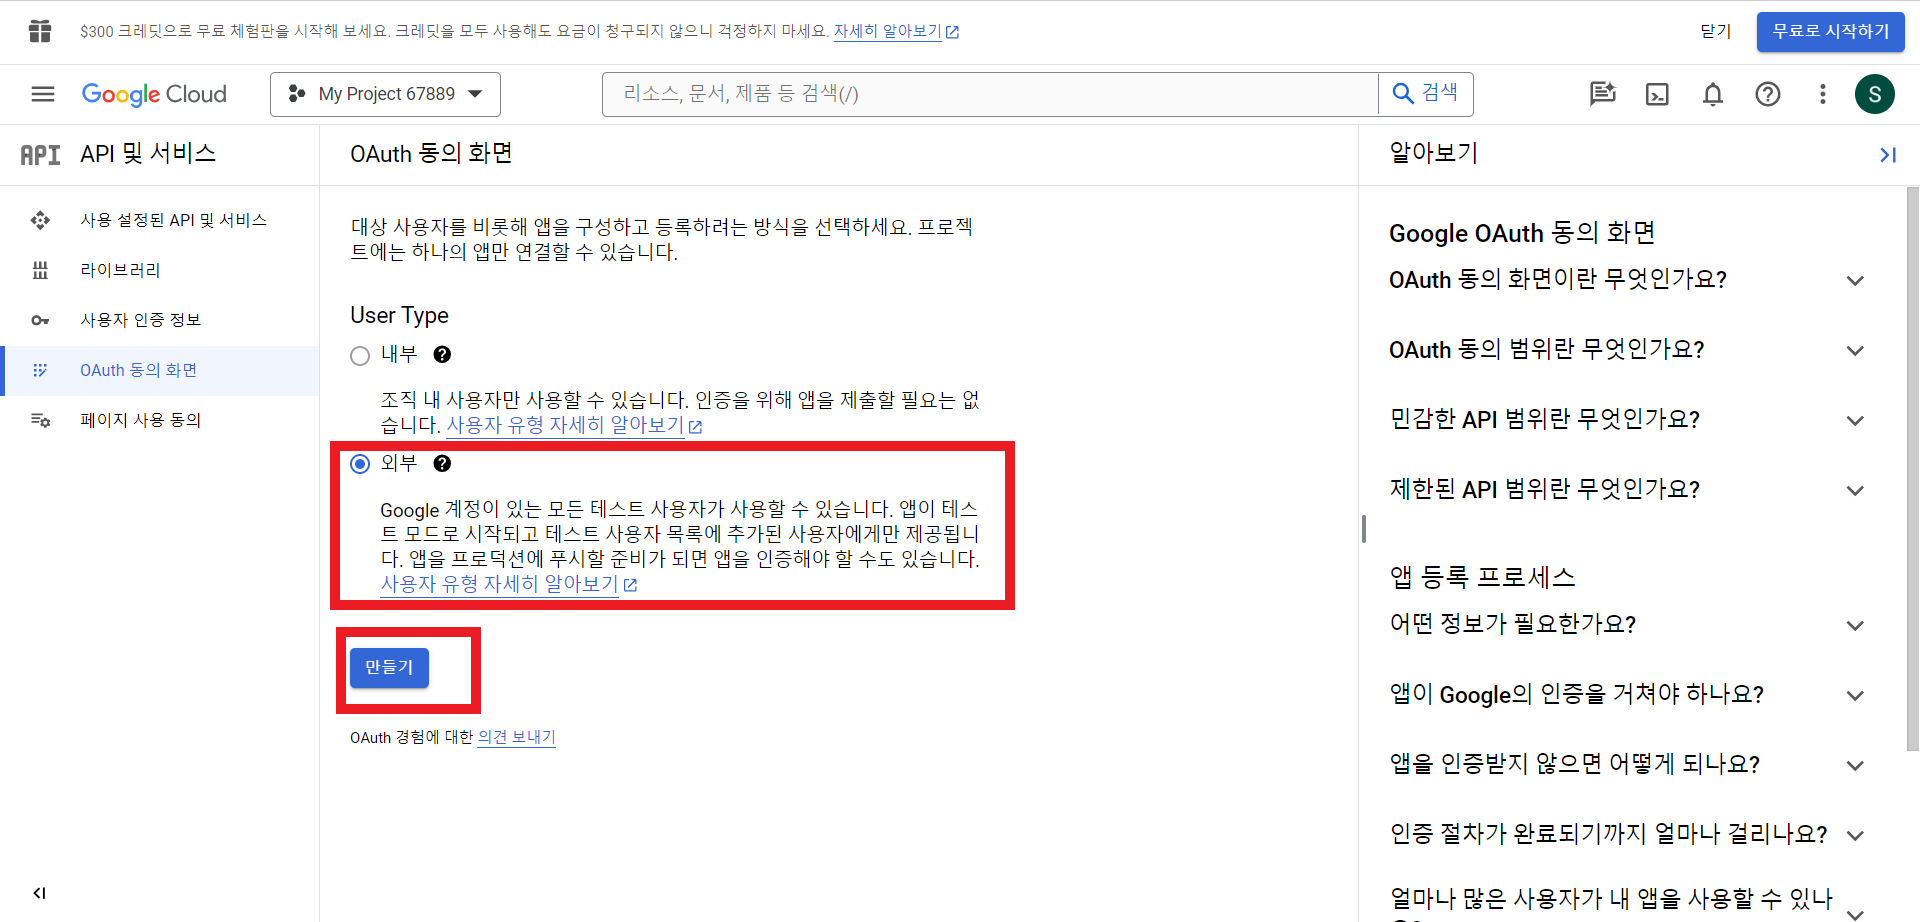 $300 크레딧으로 무료 체험판을 시작해 보세요. 크레딧을 모두 사용해도 요금이 청구되지 않으니 걱정하지 마세요. 자세히 알아보기
닫기
무료로 시작하기
Google Cloud
My Project 67889
리소스, 문서, 제품 등 검색(/)
검색
S
API
API 및 서비스
사용 설정된 API 및 서비스
라이브러리
사용자 인증 정보
OAuth 동의 화면
페이지 사용 동의
OAuth 동의 화면
대상 사용자를 비롯해 앱을 구성하고 등록하려는 방식을 선택하세요. 프로젝
트에는 하나의 앱만 연결할 수 있습니다.
User Type
내부
조직 내 사용자만 사용할 수 있습니다. 인증을 위해 앱을 제출할 필요는 없
습니다. 사용자 유형 자세히 알아보기
외부
Google 계정이 있는 모든 테스트 사용자가 사용할 수 있습니다. 앱이 테스
트 모드로 시작되고 테스트 사용자 목록에 추가된 사용자에게만 제공됩니
다. 앱을 프로덕션에 푸시할 준비가 되면 앱을 인증해야 할 수도 있습니다.
사용자 유형 자세히 알아보기
만들기
OAuth 경험에 대한 의견 보내기
알아보기
Google OAuth 동의 화면
OAuth 동의 화면이란 무엇인가요?
OAuth 동의 범위란 무엇인가요?
민감한 API 범위란 무엇인가요?
제한된 API 범위란 무엇인가요?
앱 등록 프로세스
어떤 정보가 필요한가요?
앱이 Google의 인증을 거쳐야 하나요?
앱을 인증받지 않으면 어떻게 되나요?
인증 절차가 완료되기까지 얼마나 걸리나요?
얼마나 많은 사용자가 내 앱을 사용할 수 있나